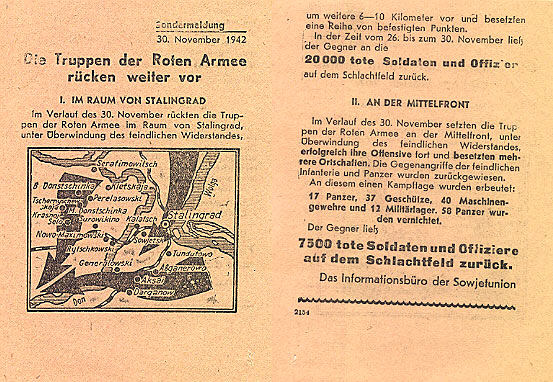 Sondermeldung
30. November 1942
Die Truppen der Roten Armee
rücken weiter vor
I. IM RAUM VON STALINGRAD
Im Verlauf des 30. November rückten die Trup-
pen der Roten Armee im Raum von Stalingrad,
unter Überwindung des feindlichen Widerstandes,
Serafimowitsch
B Donstschinka
Kletskaja
Perelasowski
Donstschinka
Surowikino
Kalatsch
Stalingrad
Nowo Maximowski
Sowjetsk
Rytschkowski
Tundutowo
Generalowski
Abganerowo
Aksai
Darganow
Don
um weitere 6—10 Kilometer vor und besetzten
eine Reihe von befestigten Punkten.
In der Zeit vom 26. bis zum 30. November ließ
der Gegner an die
20000 tote Soldaten und Offizier
auf dem Schlachtfeld zurück.
II. AN DER MITTELFRONT
Im Verlauf des 30. November setzten die Trup
pen der Roten Armee an der Mittelfront, unter
Überwindung des feindlichen Widerstandes,
erfolgreich ihre Offensive fort und besetzten meh-
rere Ortschaften. Die Gegenangriffe der feindlichen
Infanterie und Panzer wurden zurückgewiesen.
An diesem einen Kampftage wurden erbeutet:
17 Panzer, 37 Geschütze, 40 Maschinen-
gewehre und 12 Militärlager. 58 Panzer wur-
den vernichtet.
Der Gegner ließ
7500 tote Soldaten und Offiziere
auf dem Schlachtfeld zurück.
Das Informationsbüro der Sowjetunion
2154